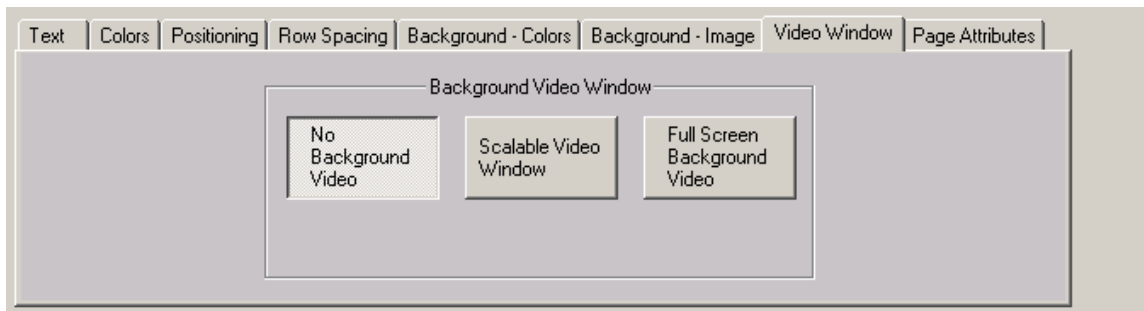 Text Colors Positioning Row Spacing Background - Colors Background - Image Video Window Page Attributes
Background Video Window
No
Background
Video
Scalable Video
Window
Full Screen
Background
Video